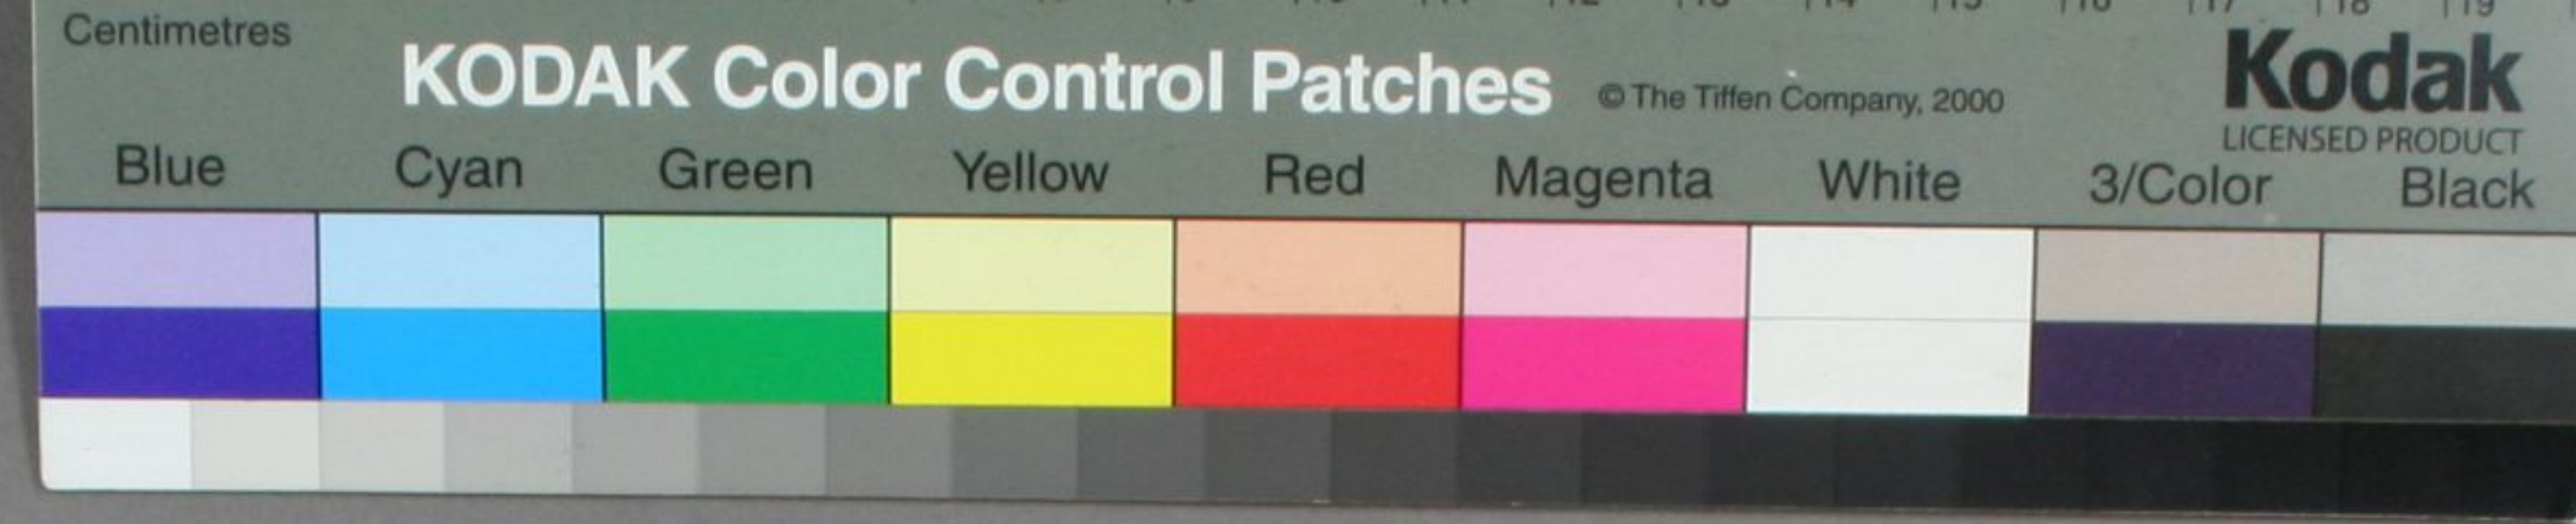 Centimetres
KODAK Color Control Patches
© The Tiffen Company, 2000
Kodak
LICENSED PRODUCT
Blue Cyan Green Yellow Red Magenta White 3/Color Black